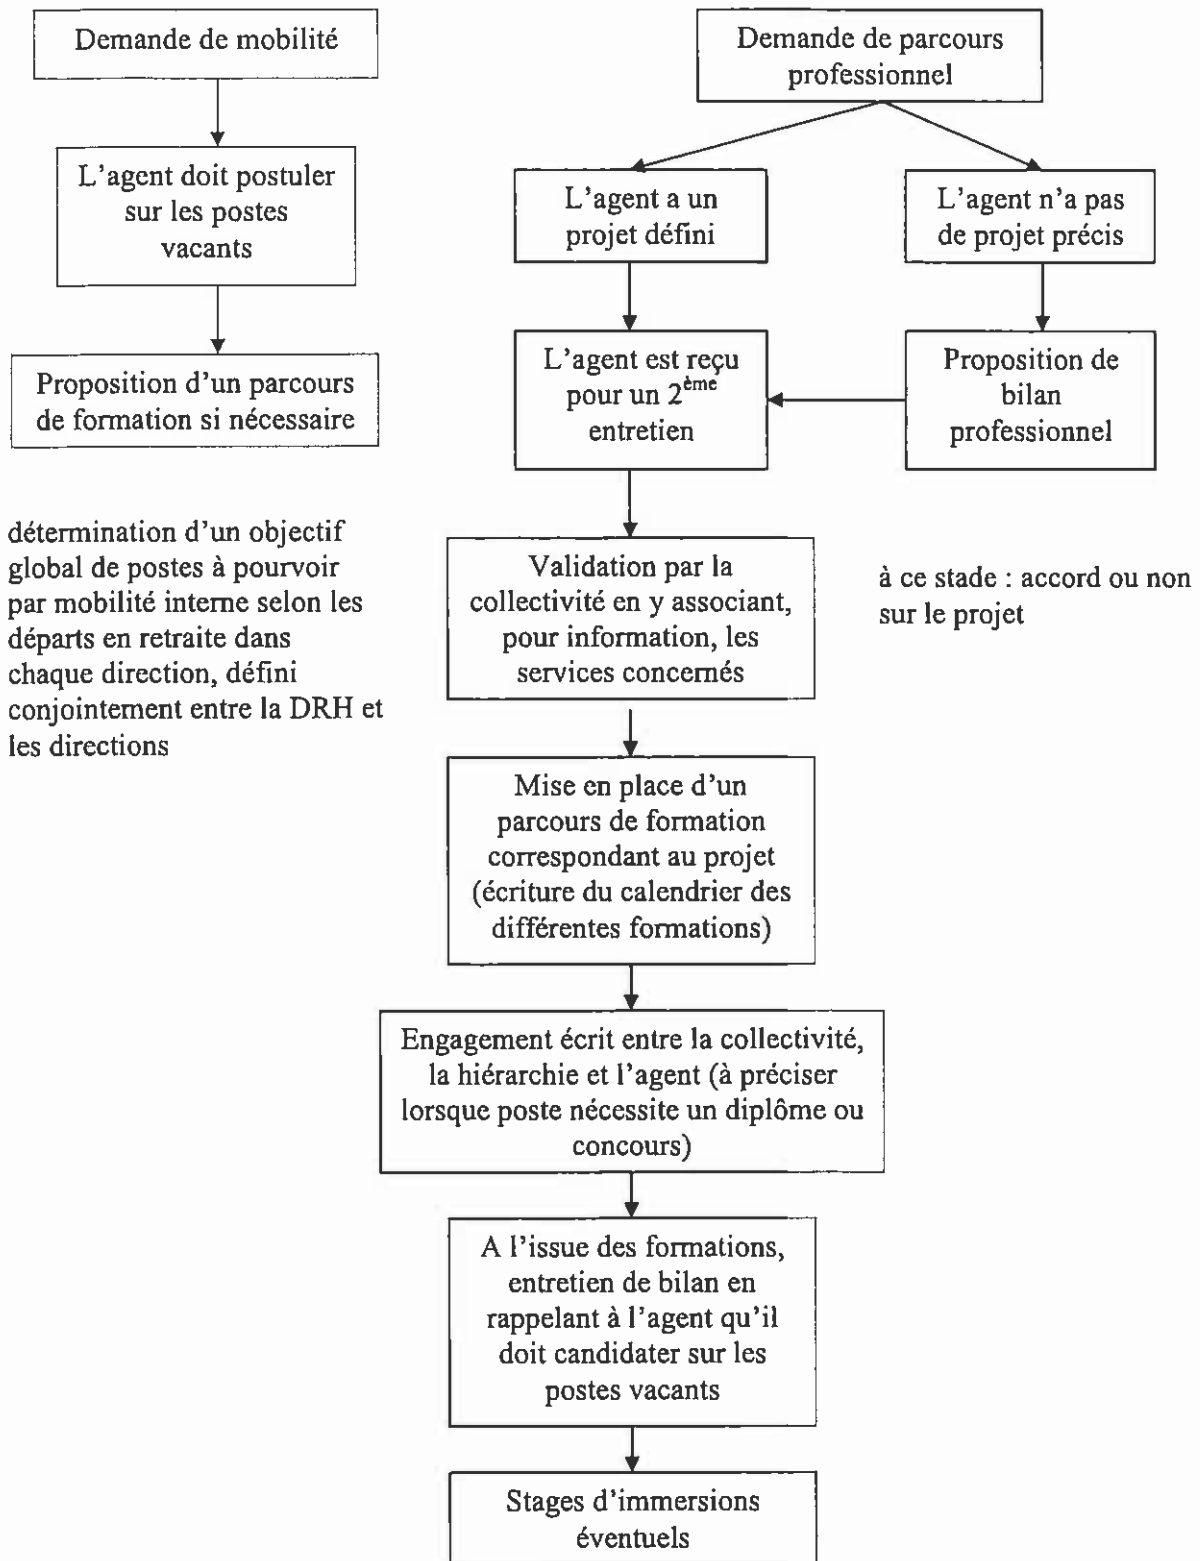 Demande de mobilité
L'agent doit postuler
sur les postes
vacants
Proposition d'un parcours
de formation si nécessaire
détermination d'un objectif
global de postes à pourvoir
par mobilité interne selon les
départs en retraite dans
chaque direction, défini
conjointement entre la DRH et
les directions
Demande de parcours
professionnel
L'agent a un
projet défini
L'agent n'a pas
de projet précis
L'agent est reçu
pour un 2ème
entretien
Proposition de
bilan
professionnel
Validation par la
collectivité en y associant,
pour information, les
services concernés
à ce stade : accord ou non
sur le projet
Mise en place d'un
parcours de formation
correspondant au projet
(écriture du calendrier des
différentes formations)
Engagement écrit entre la collectivité,
la hiérarchie et l'agent (à préciser
lorsque poste nécessite un diplôme ou
concours)
A l'issue des formations,
entretien de bilan en
rappelant à l'agent qu'il
doit candidater sur les
postes vacants
Stages d'immersions
éventuels